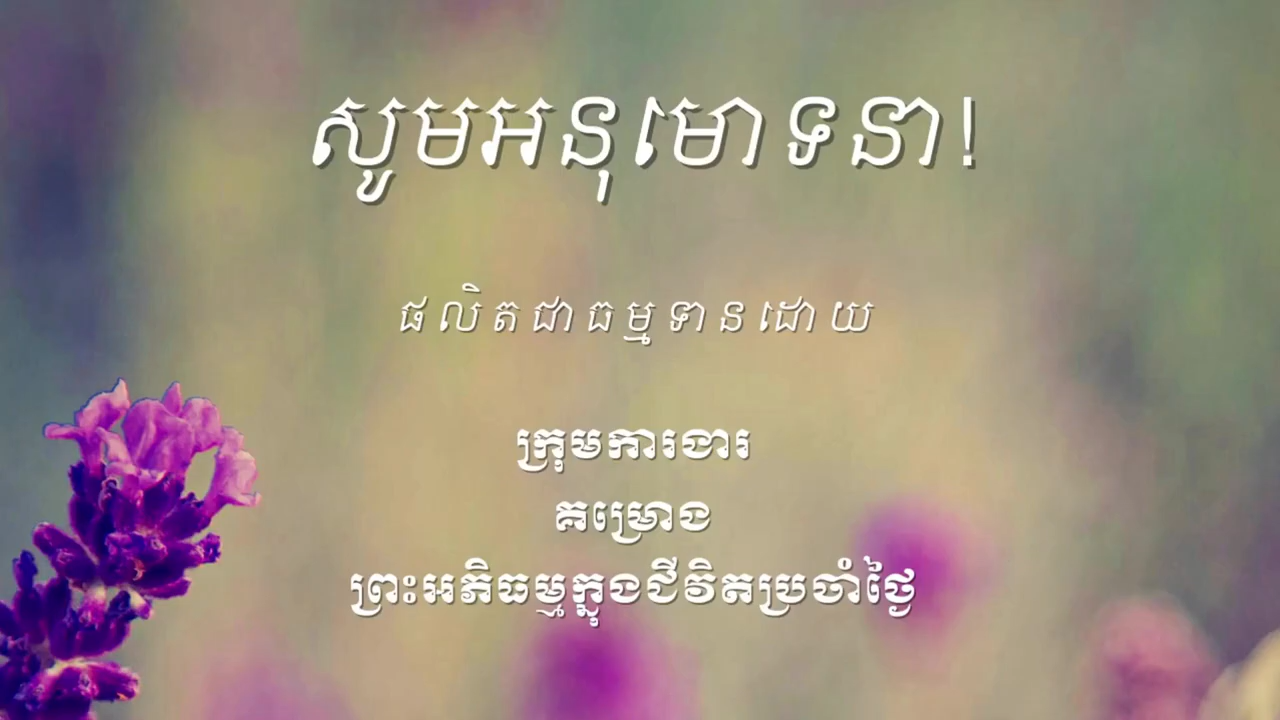 សូមអនុមោទនា!
ផលិតជាធម្មទានដោយ
ក្រុមការងារ
គម្រោង
ព្រះអភិធម្មក្នុងជីវិតប្រចាំថ្ងៃ